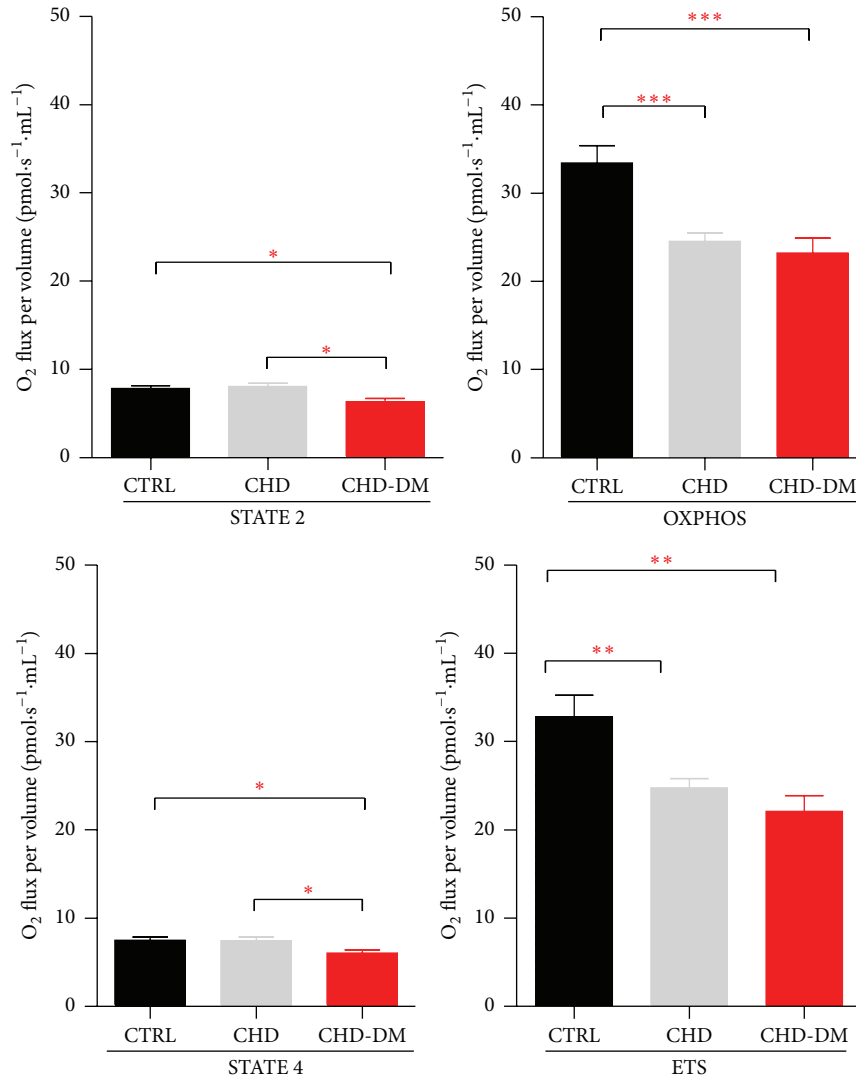 50
40
30
20
10
0
O₂ flux per volume (pmol·s⁻¹·mL⁻¹)
*
*
CTRL CHD CHD-DM
STATE 2
50
40
30
20
10
0
O₂ flux per volume (pmol·s⁻¹·mL⁻¹)
***
***
CTRL CHD CHD-DM
OXPHOS
50
40
30
20
10
0
O₂ flux per volume (pmol·s⁻¹·mL⁻¹)
*
*
CTRL CHD CHD-DM
STATE 4
50
40
30
20
10
0
O₂ flux per volume (pmol·s⁻¹·mL⁻¹)
**
**
CTRL CHD CHD-DM
ETS